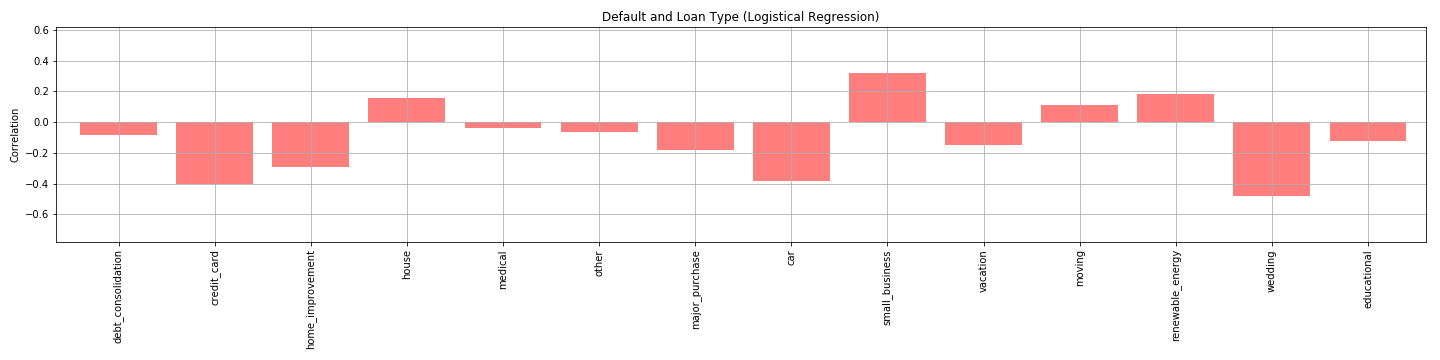 Default and Loan Type (Logistical Regression)
Correlation
0.6
0.4
0.2
0.0
−0.2
−0.4
−0.6
debt_consolidation
credit_card
home_improvement
house
medical
other
major_purchase
car
small_business
vacation
moving
renewable_energy
wedding
educational